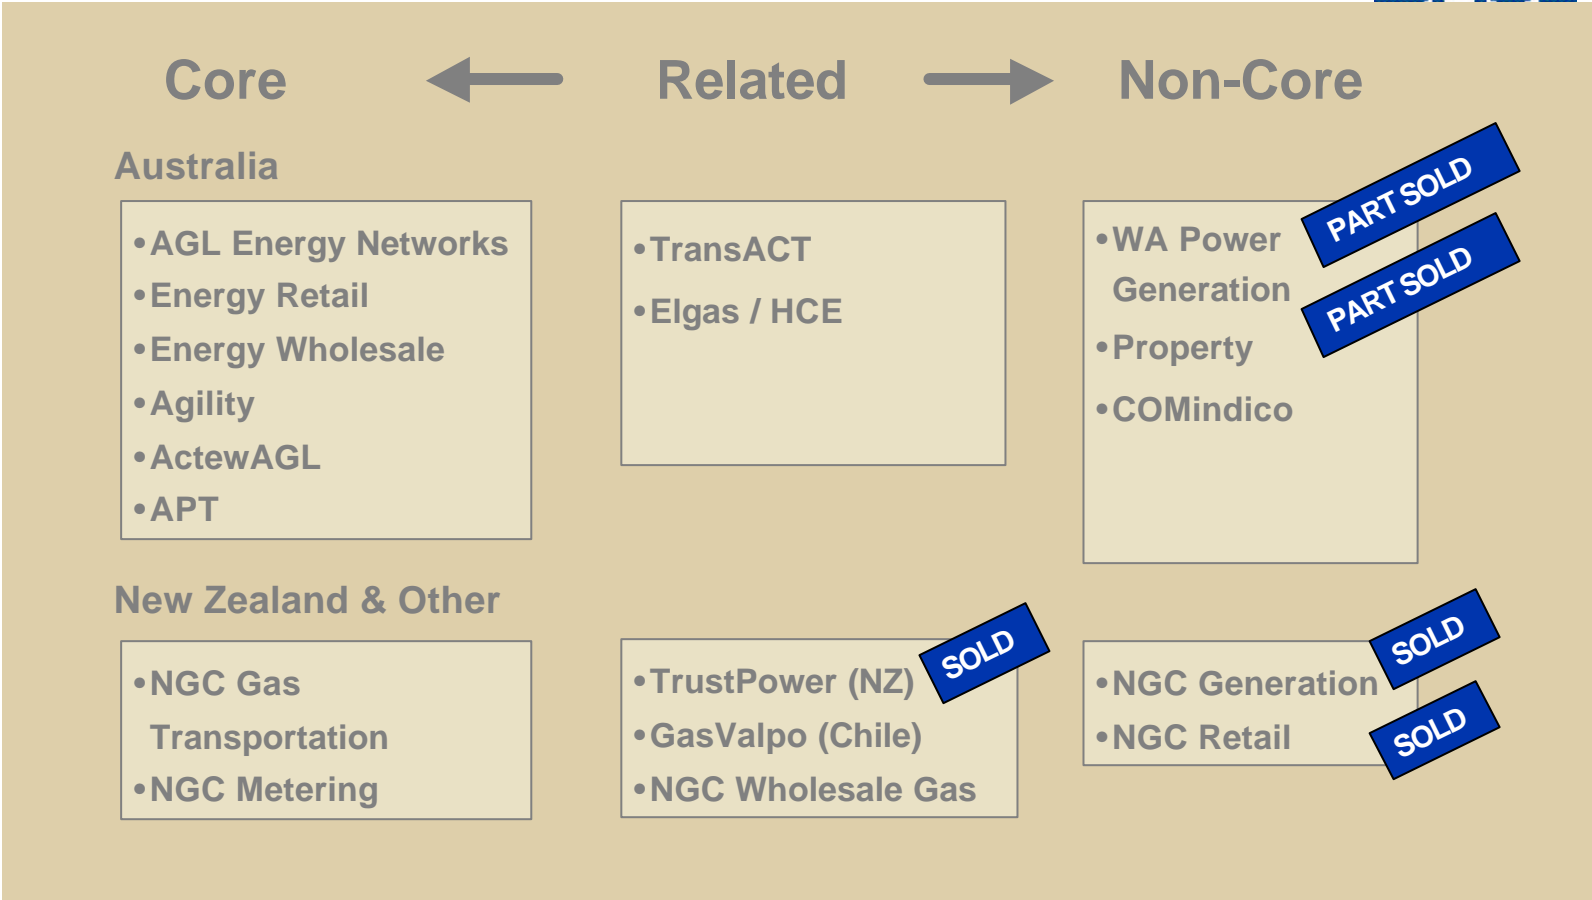 Core
Related
Non-Core
Australia
•AGL Energy Networks
•Energy Retail
•Energy Wholesale
•Agility
•ActewAGL
•APT
•TransACT
•Elgas / HCE
•WA Power
Generation
•Property
•COMindico
PART SOLD
PART SOLD
New Zealand & Other
•NGC Gas
Transportation
•NGC Metering
•TrustPower (NZ)
•GasValpo (Chile)
•NGC Wholesale Gas
SOLD
•NGC Generation
•NGC Retail
SOLD
SOLD